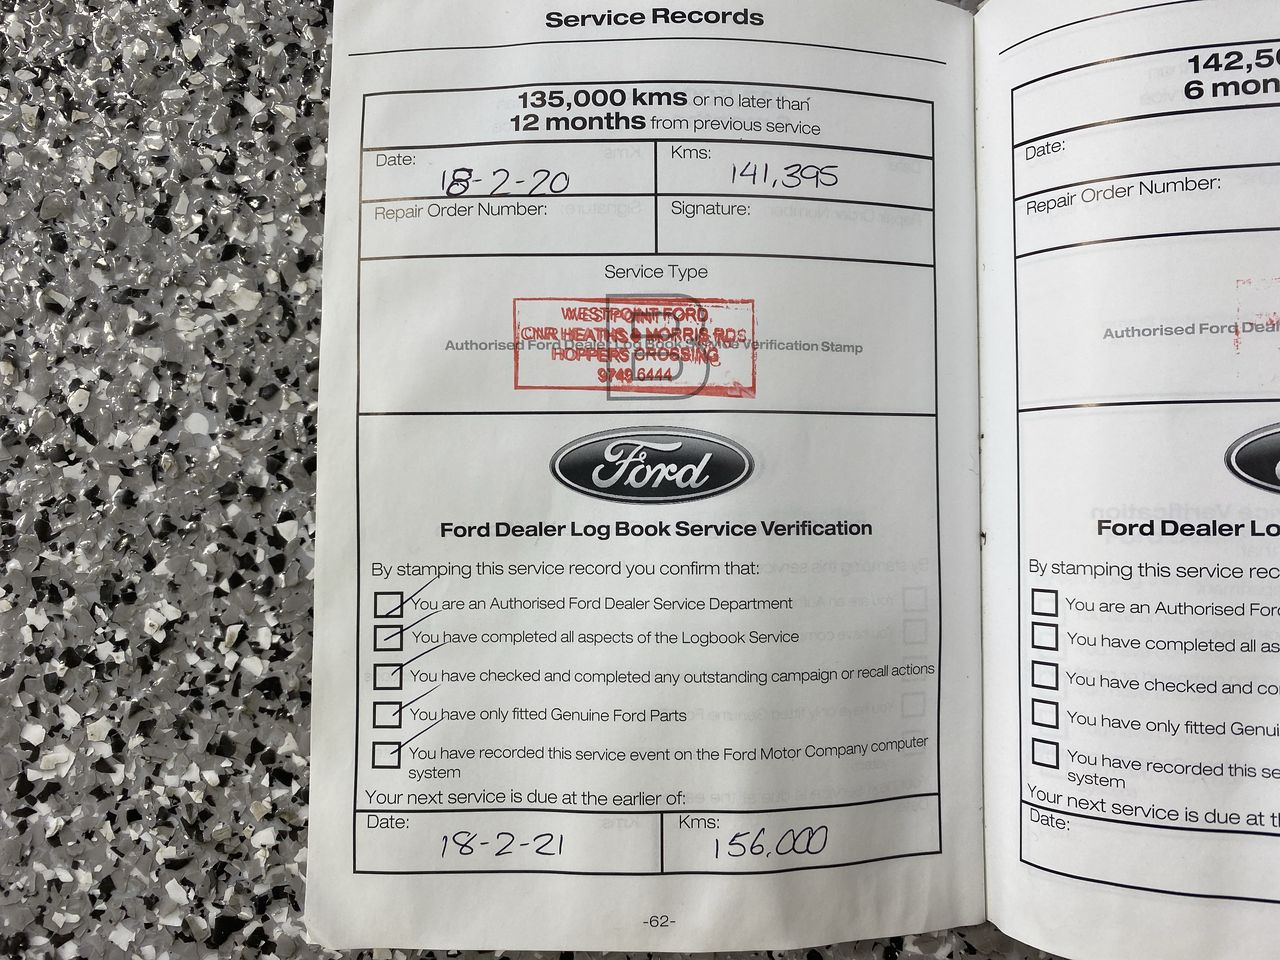 Service Records
135,000 kms or no later than
12 months from previous service
Date:
18-2-20
Kms:
141,395
Repair Order Number:
Signature:
Service Type
B
WESTPOINT FORD
CNR HEATHS & MORRIS RDS
Authorised Ford Dealer Log Book Service Verification Stamp
HOPPERS CROSSING
9749 6444
Ford
Ford Dealer Log Book Service Verification
By stamping this service record you confirm that:
You are an Authorised Ford Dealer Service Department
You have completed all aspects of the Logbook Service
You have checked and completed any outstanding campaign or recall actions
You have only fitted Genuine Ford Parts
You have recorded this service event on the Ford Motor Company computer
system
Your next service is due at the earlier of:
Date:
18-2-21
Kms:
156,000
-62-
142,50
6 mon
Date:
Repair Order Number:
Authorised Ford Deal
Ford Dealer Lo
By stamping this service rec
You are an Authorised Ford
You have completed all as
You have checked and co
You have only fitted Genui
You have recorded this se
system
Your next service is due at t
Date: